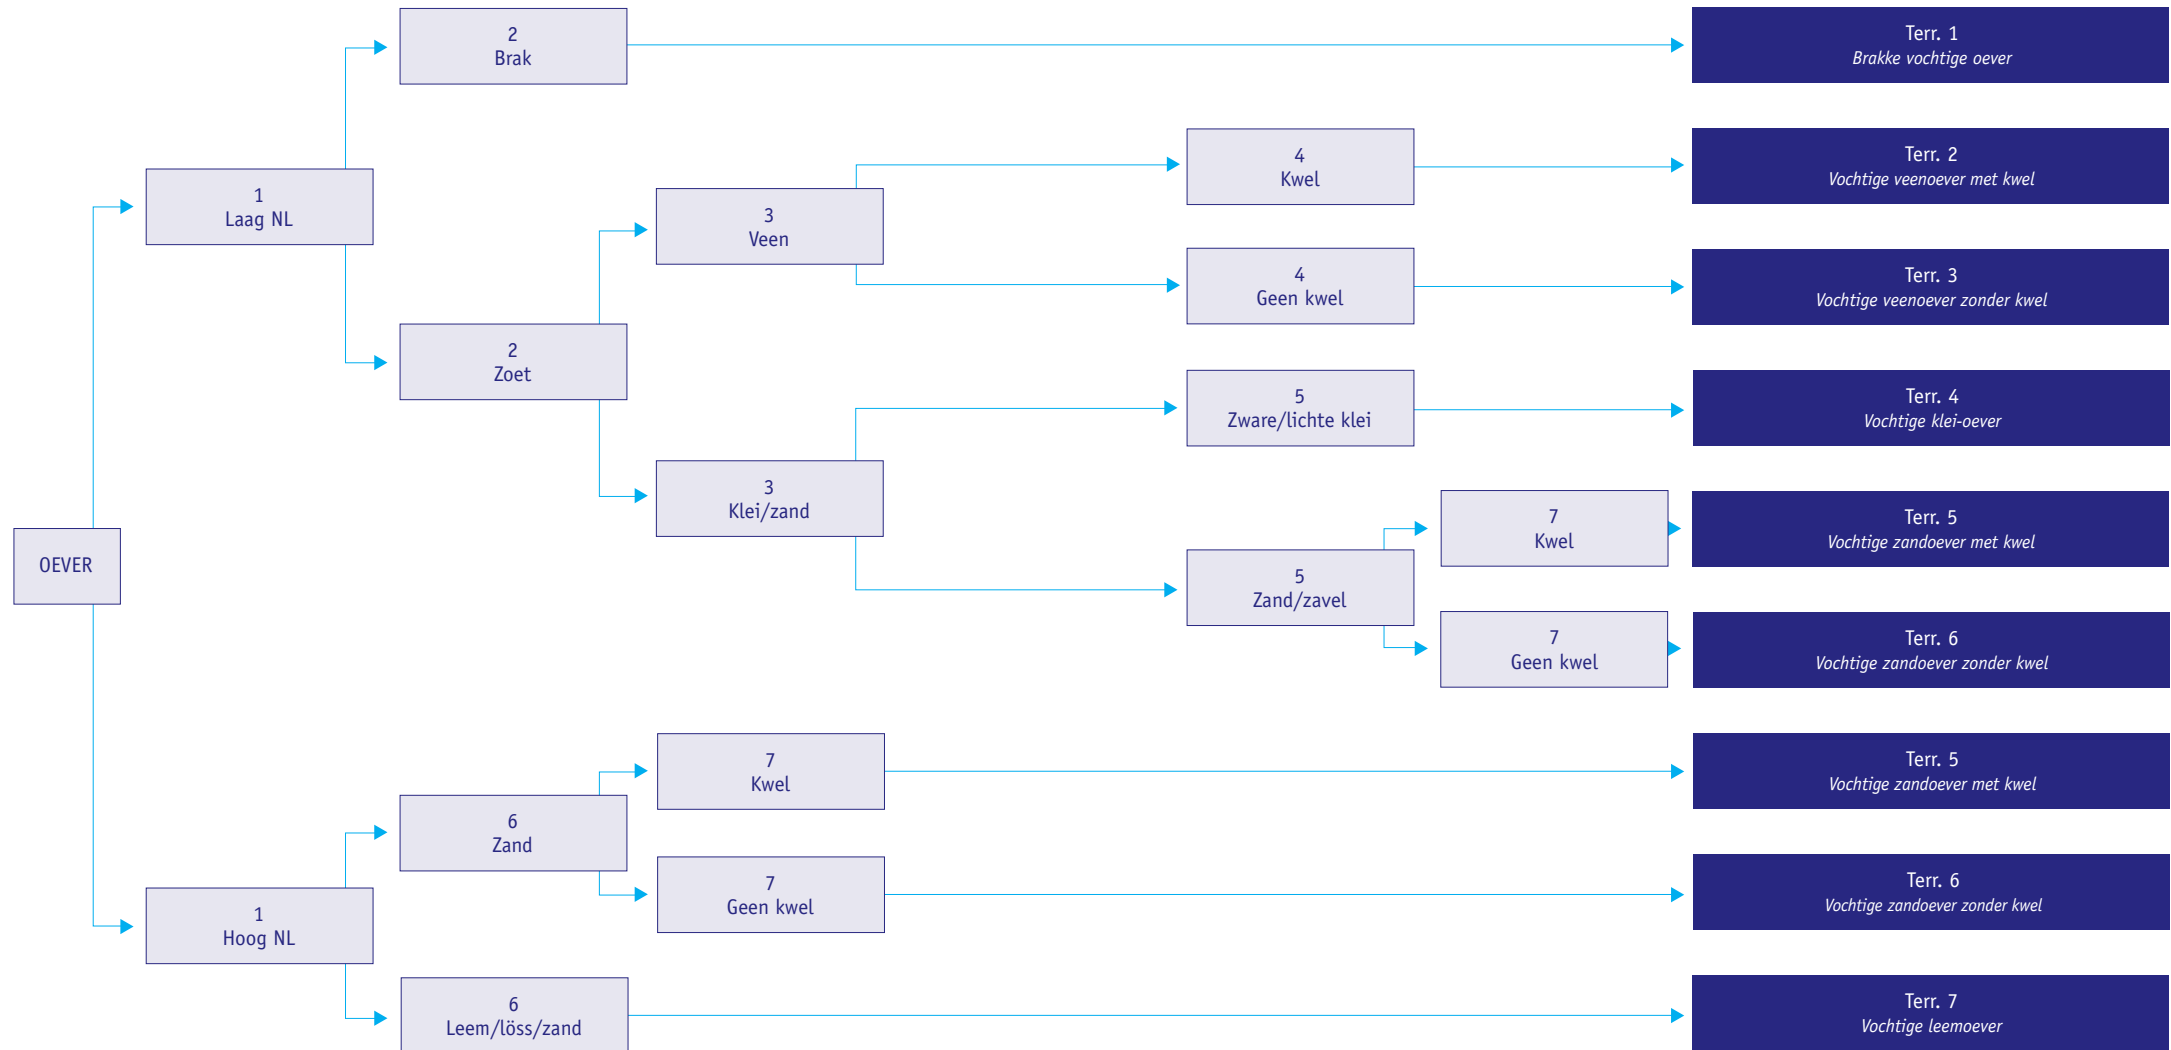 2
Brak
Terr. 1
Brakke vochtige oever
4
Kwel
Terr. 2
Vochtige veenoever met kwel
1
Laag NL
3
Veen
4
Geen kwel
Terr. 3
Vochtige veenoever zonder kwel
2
Zoet
5
Zware/lichte klei
Terr. 4
Vochtige klei-oever
3
Klei/zand
7
Kwel
Terr. 5
Vochtige zandoever met kwel
OEVER
5
Zand/zavel
7
Geen kwel
Terr. 6
Vochtige zandoever zonder kwel
7
Kwel
Terr. 5
Vochtige zandoever met kwel
6
Zand
7
Geen kwel
Terr. 6
Vochtige zandoever zonder kwel
1
Hoog NL
6
Leem/löss/zand
Terr. 7
Vochtige leemoever